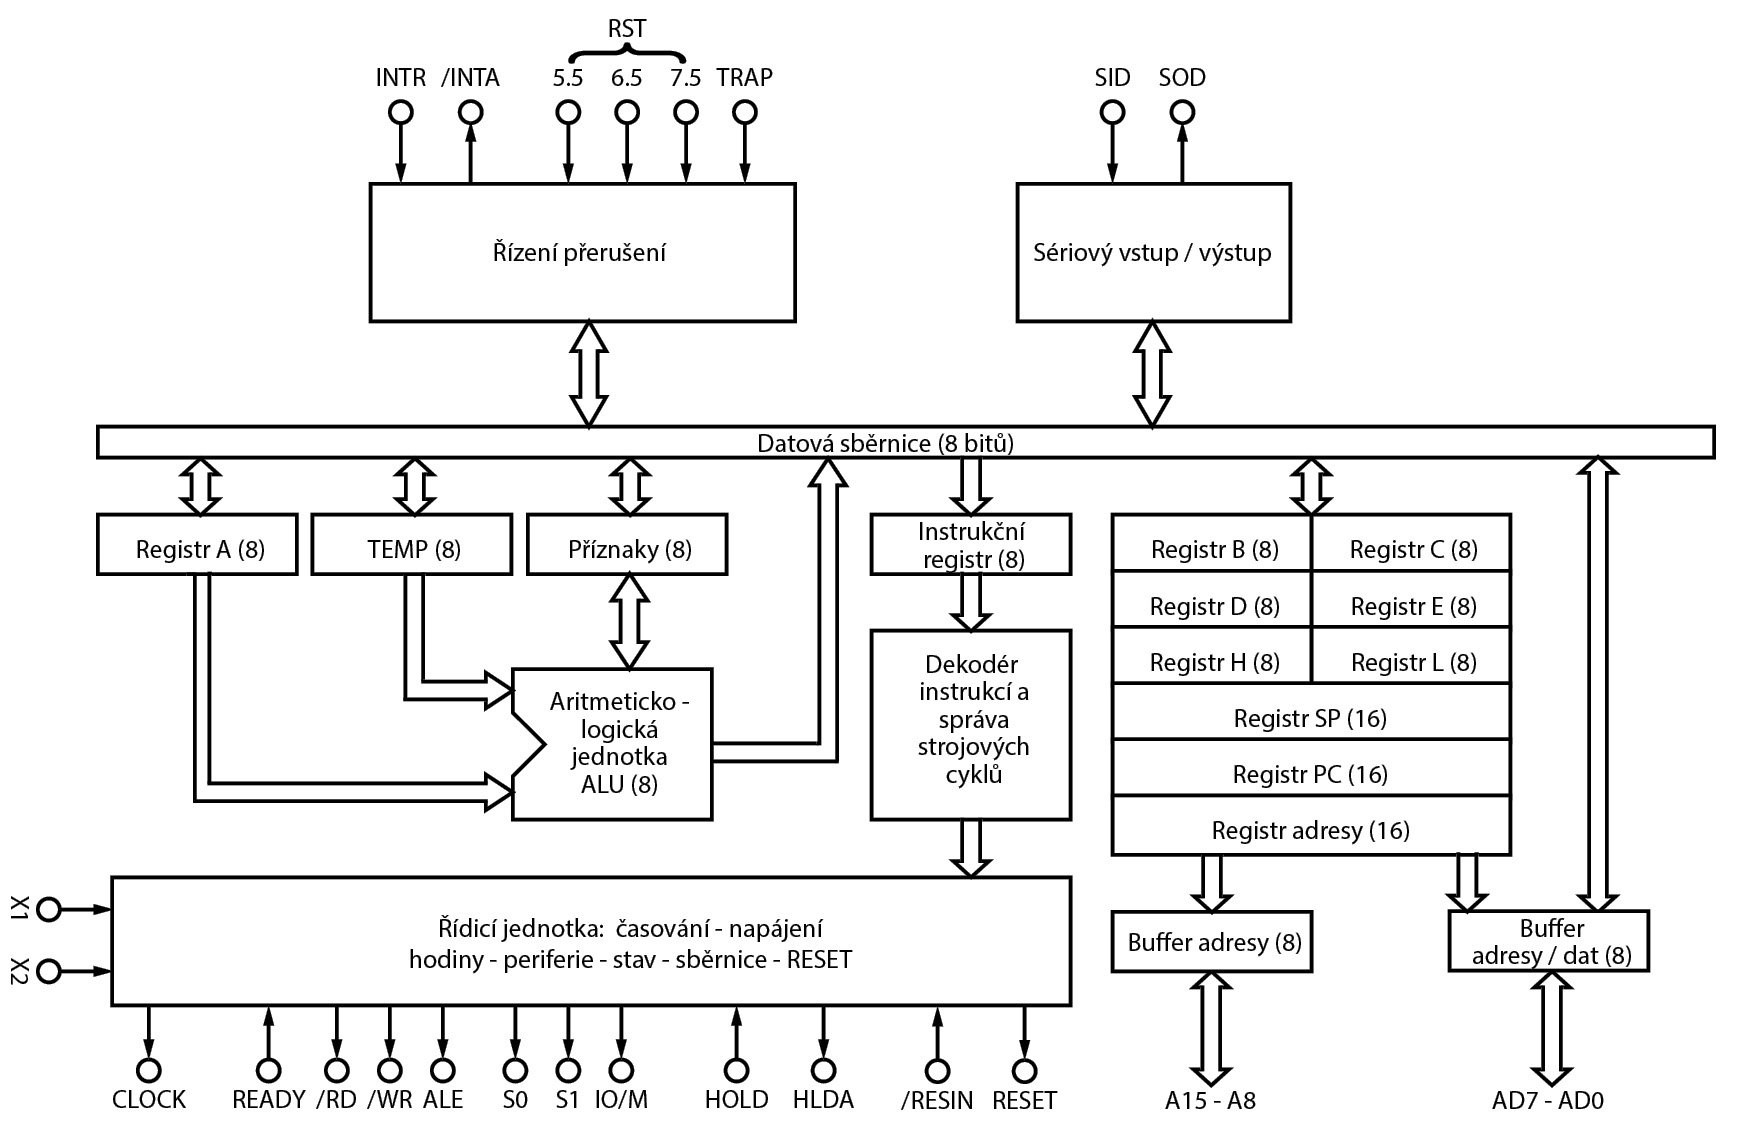 RST
INTR /INTA 5.5 6.5 7.5 TRAP SID SOD
Řízení přerušení
Sériový vstup / výstup
Datová sběrnice (8 bitů)
Registr A (8)
TEMP (8)
Příznaky (8)
Instrukční
registr (8)
Registr B (8)
Registr C (8)
Registr D (8)
Registr E (8)
Registr H (8)
Registr L (8)
Registr SP (16)
Registr PC (16)
Registr adresy (16)
Aritmeticko -
logická
jednotka
ALU (8)
Dekodér
instrukcí a
správa
strojových
cyklů
X1
X2
Řídicí jednotka: časování - napájení
hodiny - periferie - stav - sběrnice - RESET
Buffer adresy (8)
Buffer
adresy / dat (8)
CLOCK READY /RD /WR ALE S0 S1 IO/M HOLD HLDA /RESIN RESET A15 - A8 AD7 - AD0